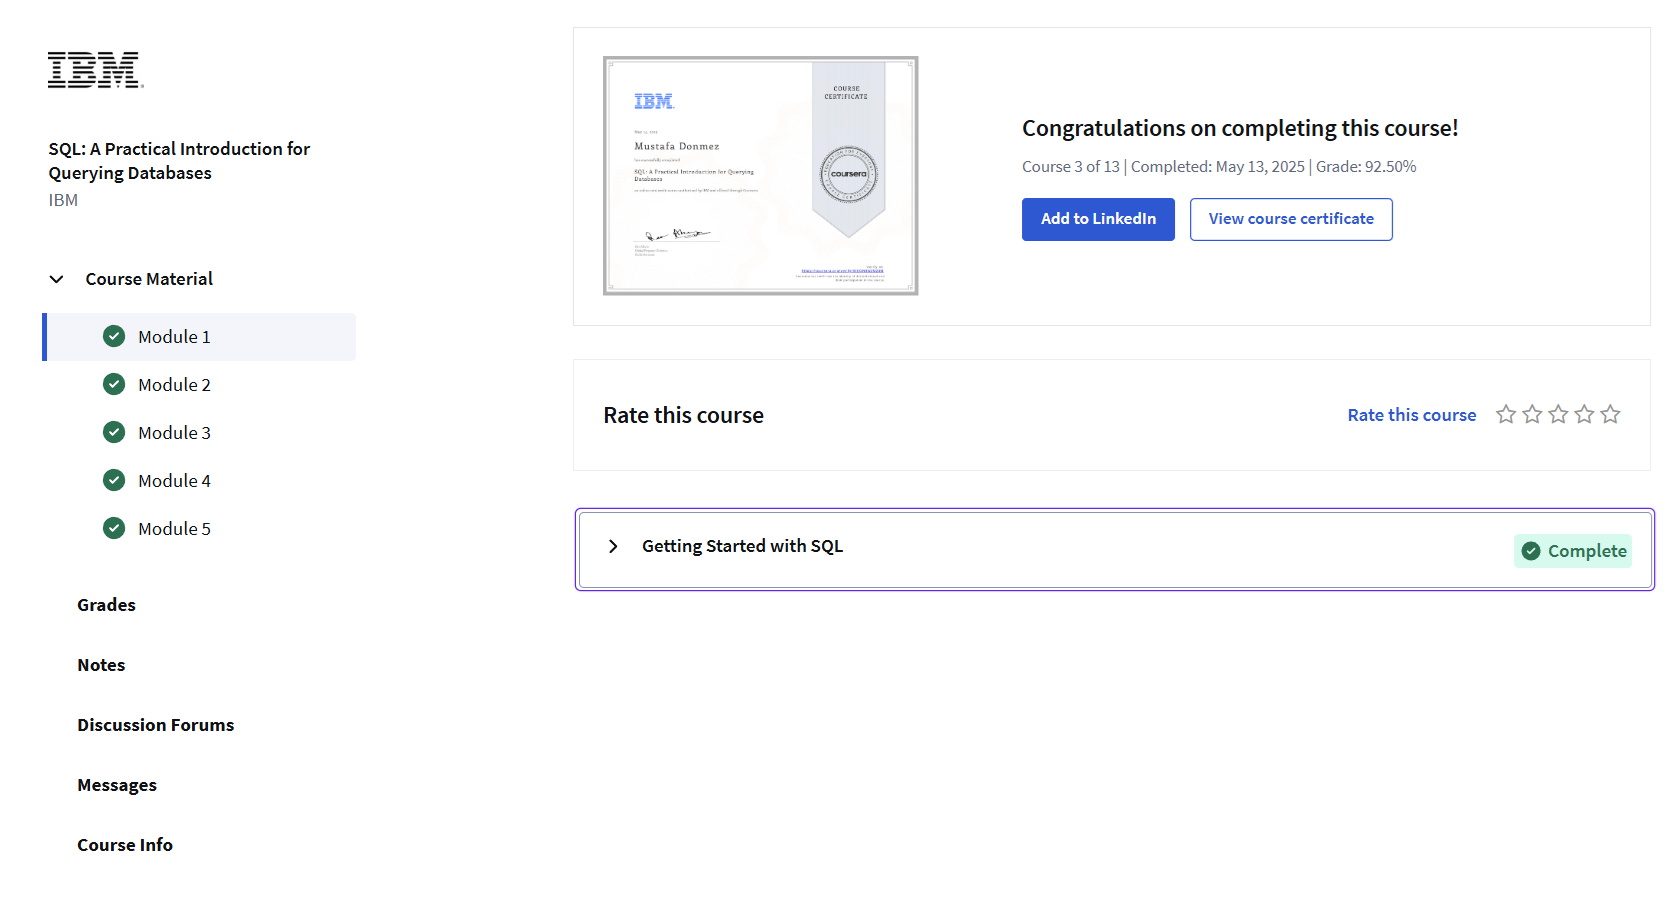 IBM
SQL: A Practical Introduction for
Querying Databases
IBM
Course Material
Module 1
Module 2
Module 3
Module 4
Module 5
Grades
Notes
Discussion Forums
Messages
Course Info
COURSE
CERTIFICATE
IBM
Mustafa Donmez
SQL: A Practical Introduction for Querying
Databases
coursera
Congratulations on completing this course!
Course 3 of 13 | Completed: May 13, 2025 | Grade: 92.50%
Add to LinkedIn
View course certificate
Rate this course
Rate this course
Getting Started with SQL
Complete